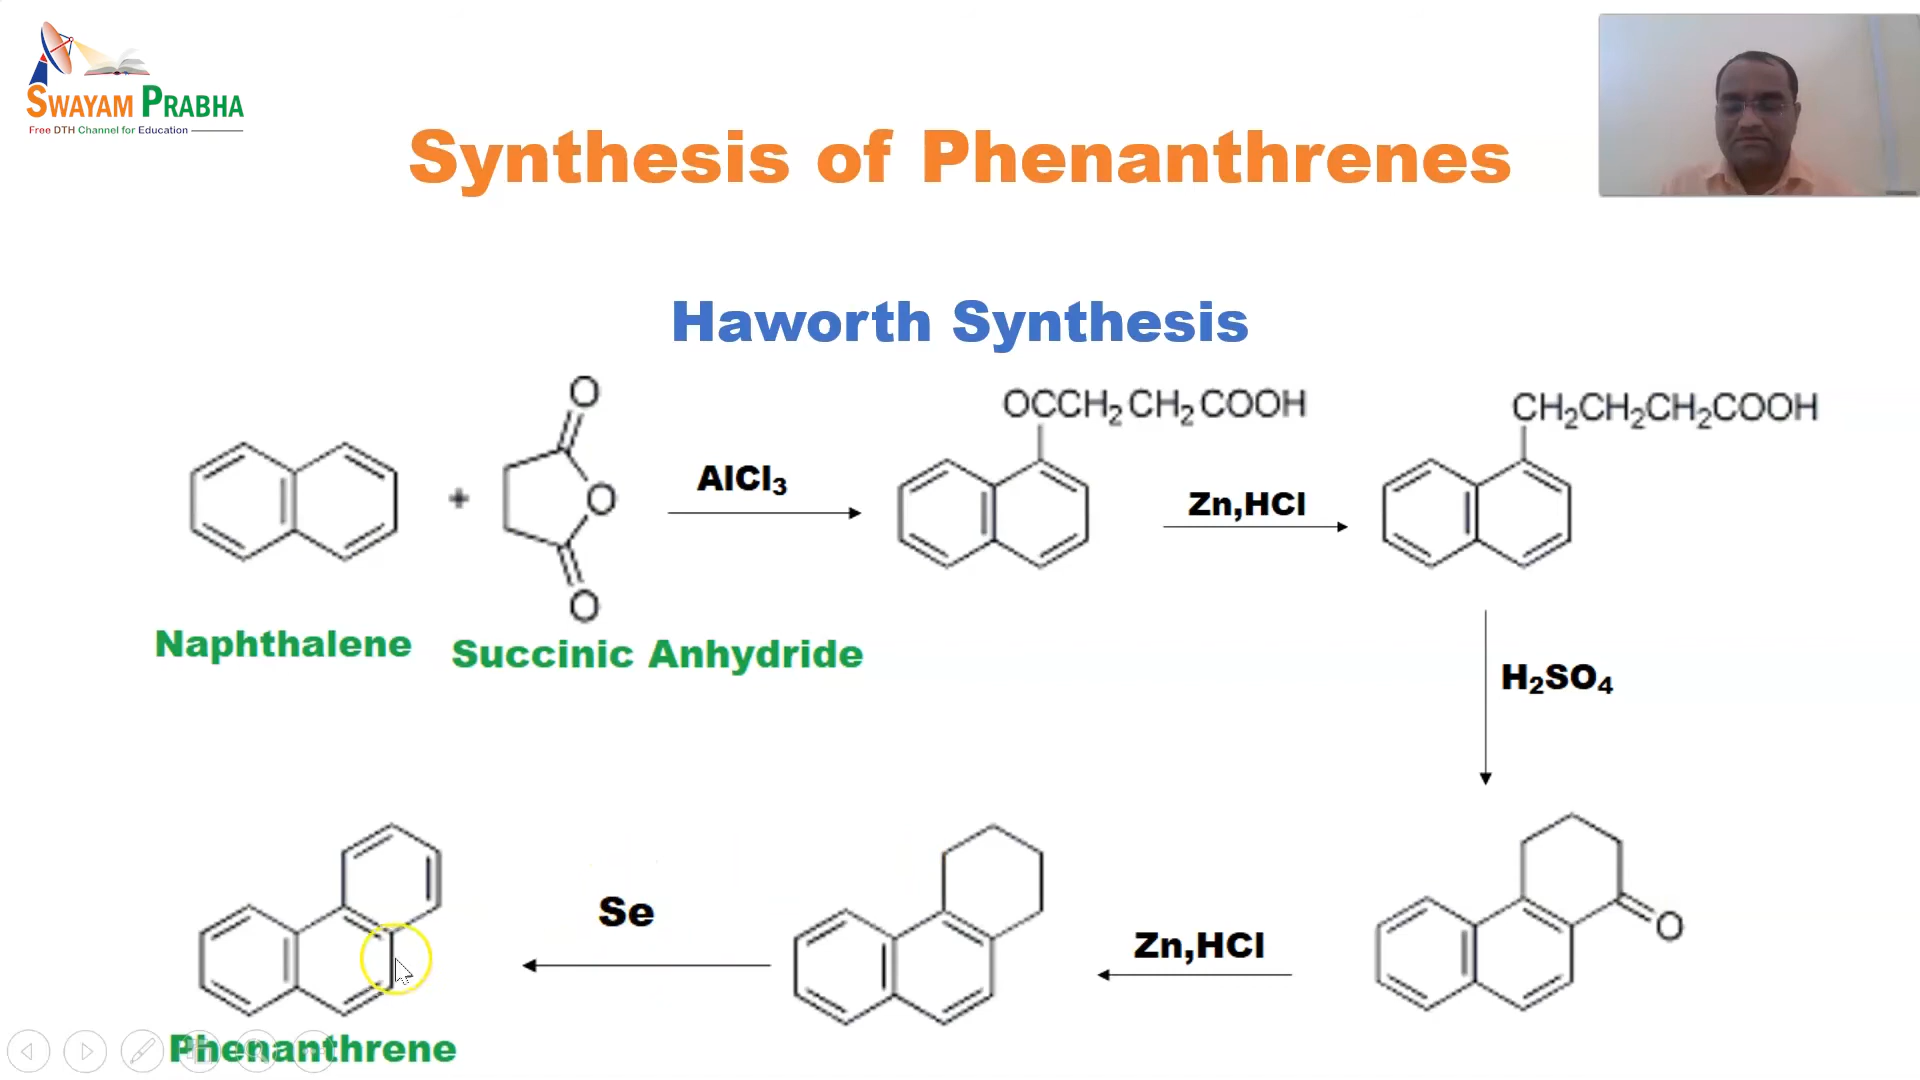 SWAYAM PRABHA
Free DTH Channel for Education
Synthesis of Phenanthrenes
Haworth Synthesis
O
O
O
Naphthalene
+
Succinic Anhydride
AlCl₃
OCCH₂CH₂COOH
Zn,HCl
CH₂CH₂CH₂COOH
H₂SO₄
O
Zn,HCl
Se
Phenanthrene